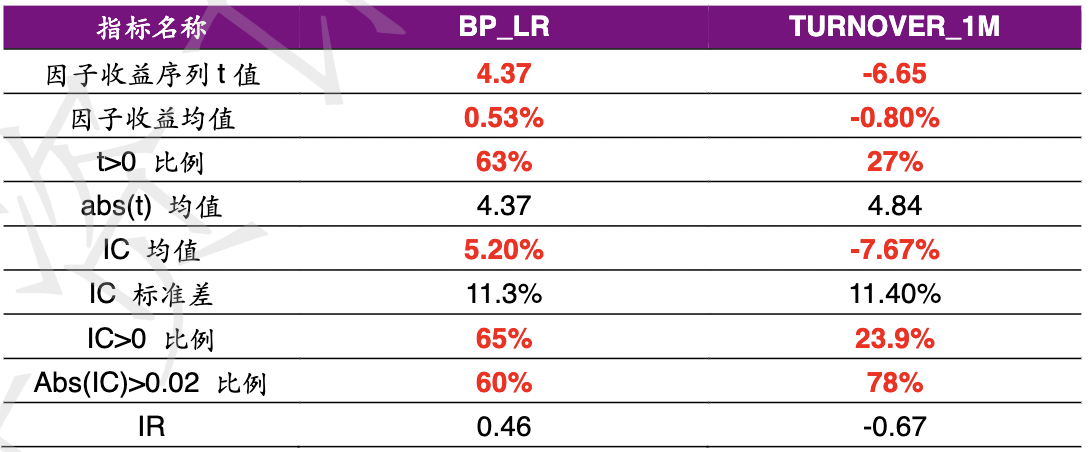 指标名称 BP_LR TURNOVER_1M
因子收益序列 t 值 4.37 -6.65
因子收益均值 0.53% -0.80%
t>0 比例 63% 27%
abs(t) 均值 4.37 4.84
IC 均值 5.20% -7.67%
IC 标准差 11.3% 11.40%
IC>0 比例 65% 23.9%
Abs(IC)>0.02 比例 60% 78%
IR 0.46 -0.67